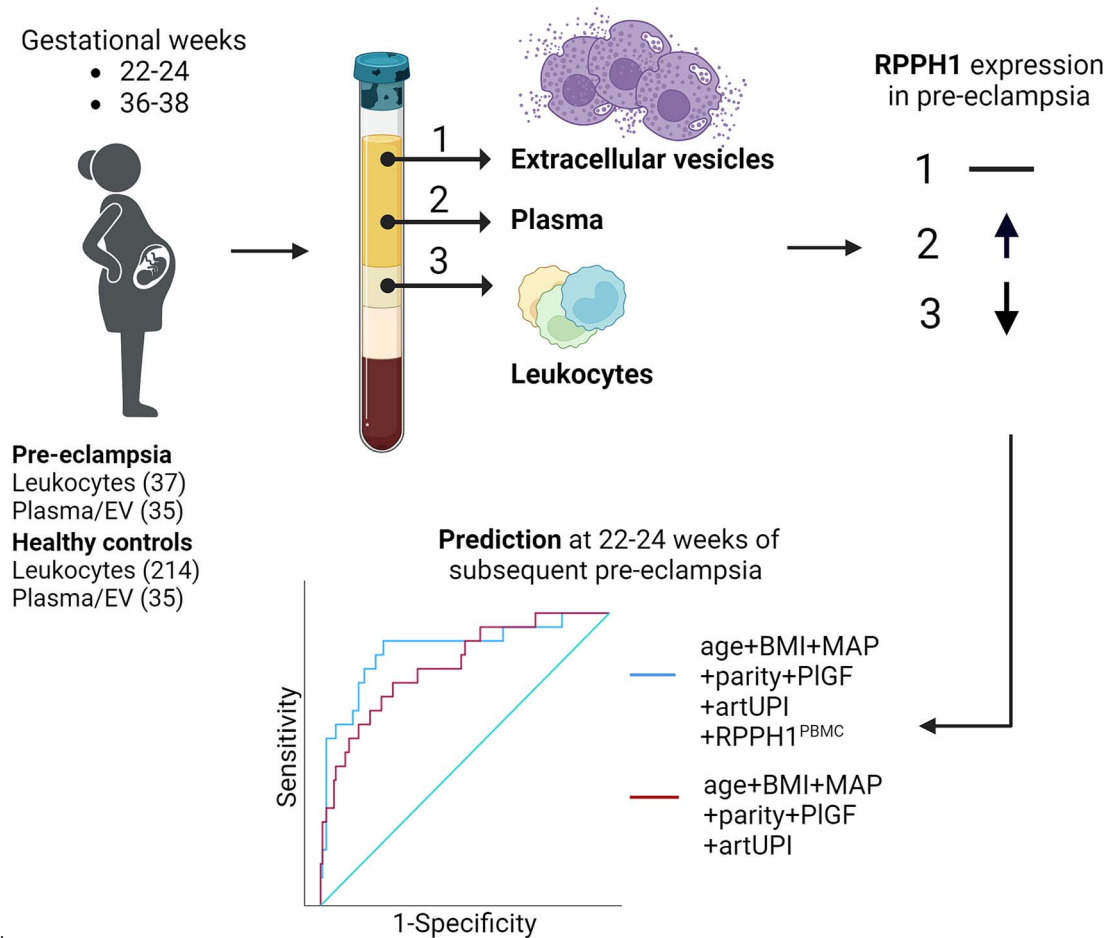 Gestational weeks
• 22-24
• 36-38
1
Extracellular vesicles
2
Plasma
3
Leukocytes
RPPH1 expression
in pre-eclampsia
1 —
2 ↑
3 ↓
Pre-eclampsia
Leukocytes (37)
Plasma/EV (35)
Healthy controls
Leukocytes (214)
Plasma/EV (35)
Prediction at 22-24 weeks of
subsequent pre-eclampsia
Sensitivity
1-Specificity
age+BMI+MAP
+parity+PlGF
+artUPI
+RPPH1^PBMC
age+BMI+MAP
+parity+PlGF
+artUPI
.